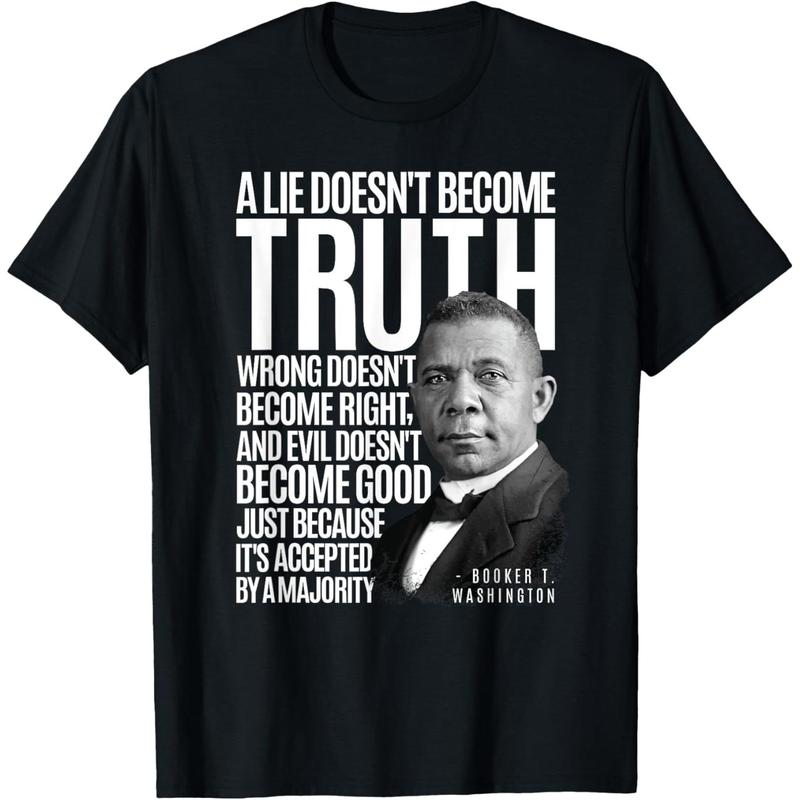 A LIE DOESN'T BECOME
TRUTH
WRONG DOESN'T
BECOME RIGHT,
AND EVIL DOESN'T
BECOME GOOD
JUST BECAUSE
IT'S ACCEPTED
BY A MAJORITY
- BOOKER T.
WASHINGTON